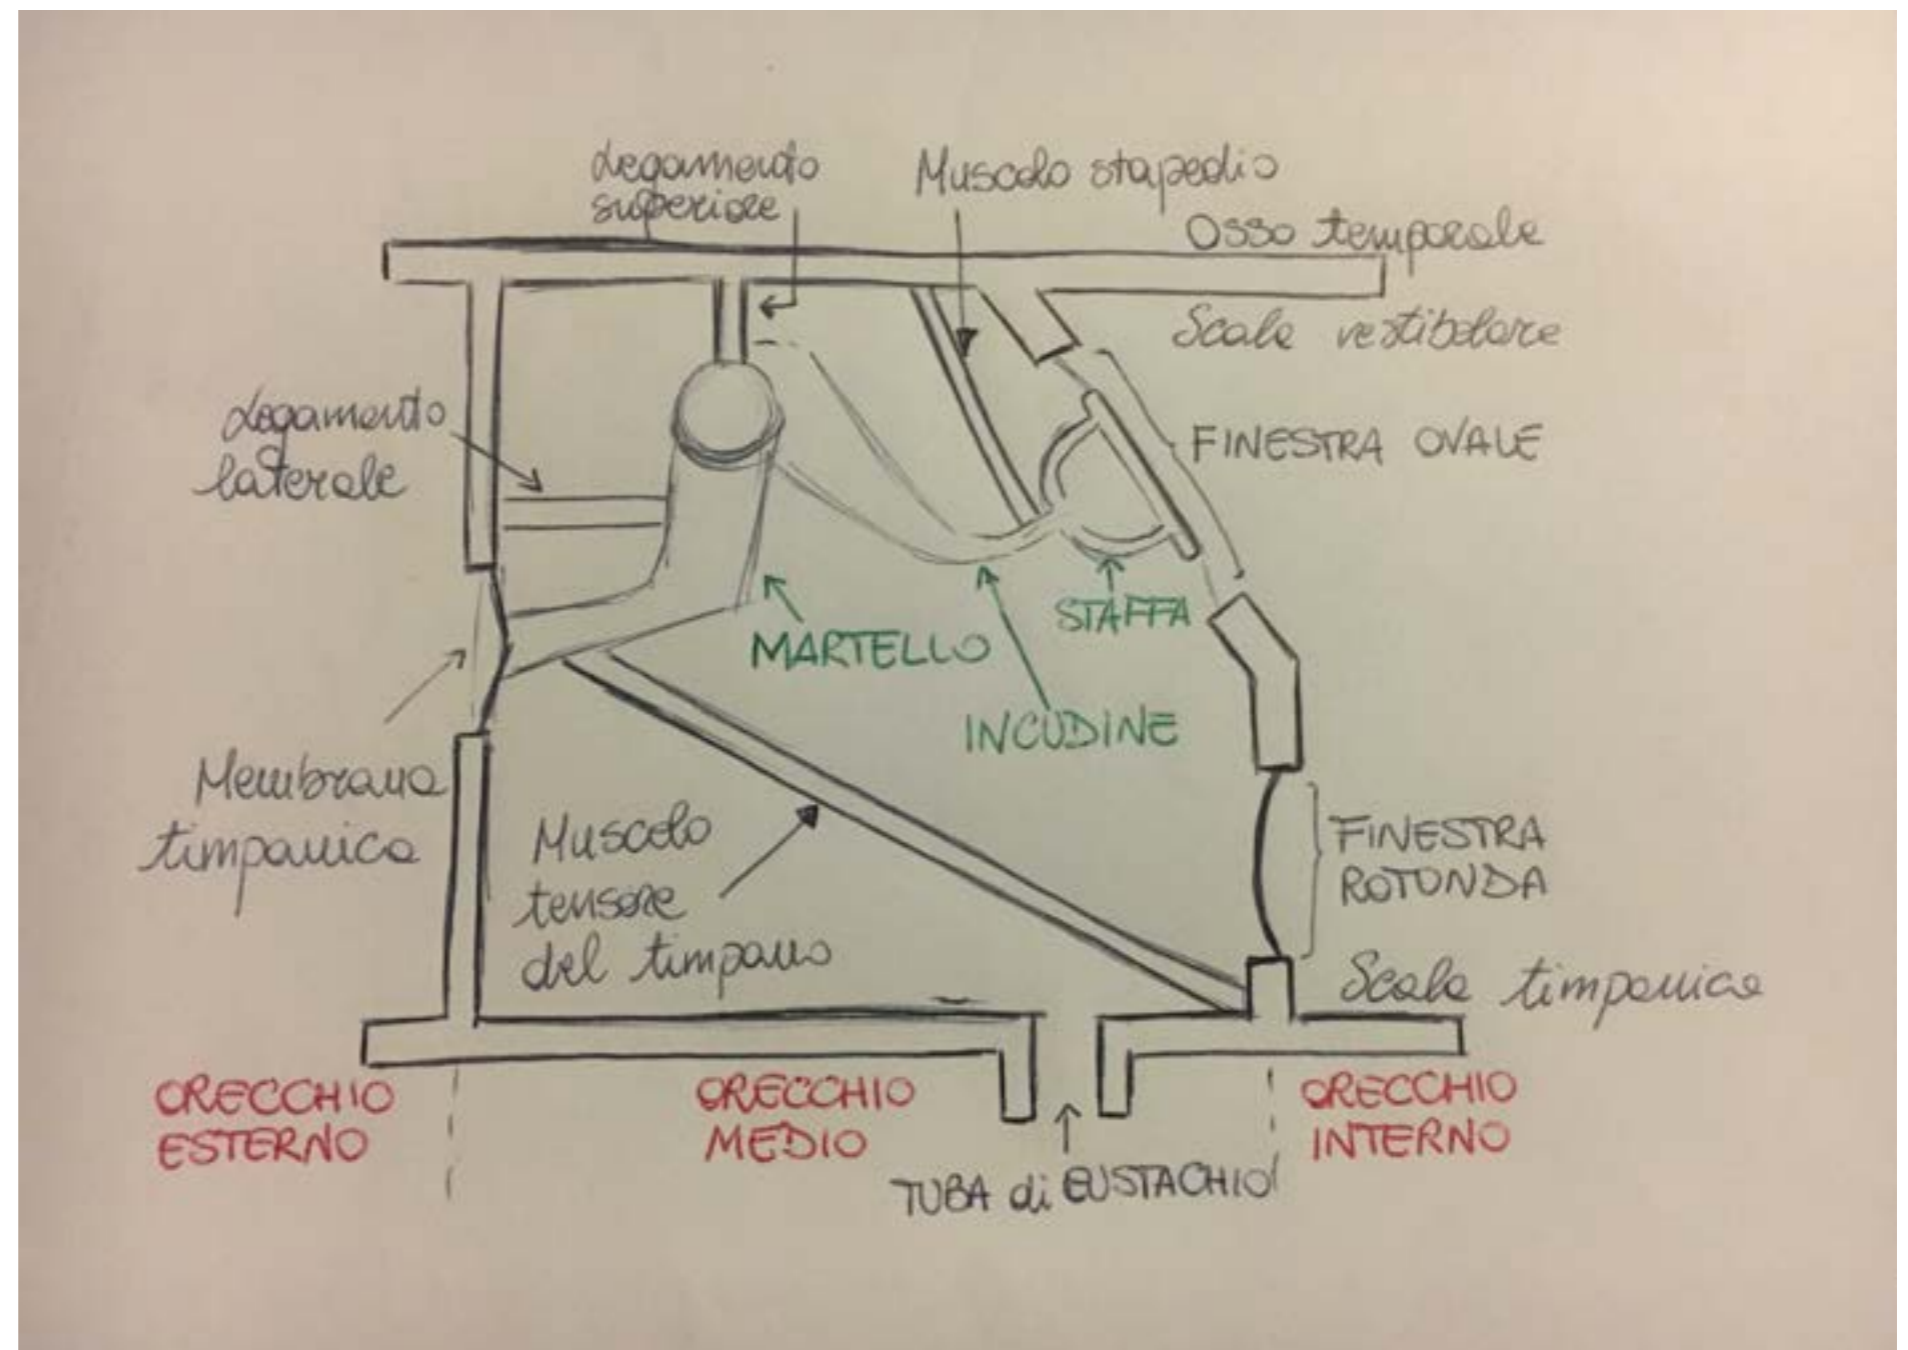 Legamento
superiore
Muscolo stapedio
Osso temporale
Scala vestibolare
Legamento
laterale
FINESTRA OVALE
STAFFA
MARTELLO
INCUDINE
Membrana
timpanica
Muscolo
tensore
del timpano
FINESTRA
ROTONDA
Scala timpanica
ORECCHIO
ESTERNO
ORECCHIO
MEDIO
ORECCHIO
INTERNO
TUBA di EUSTACHIO